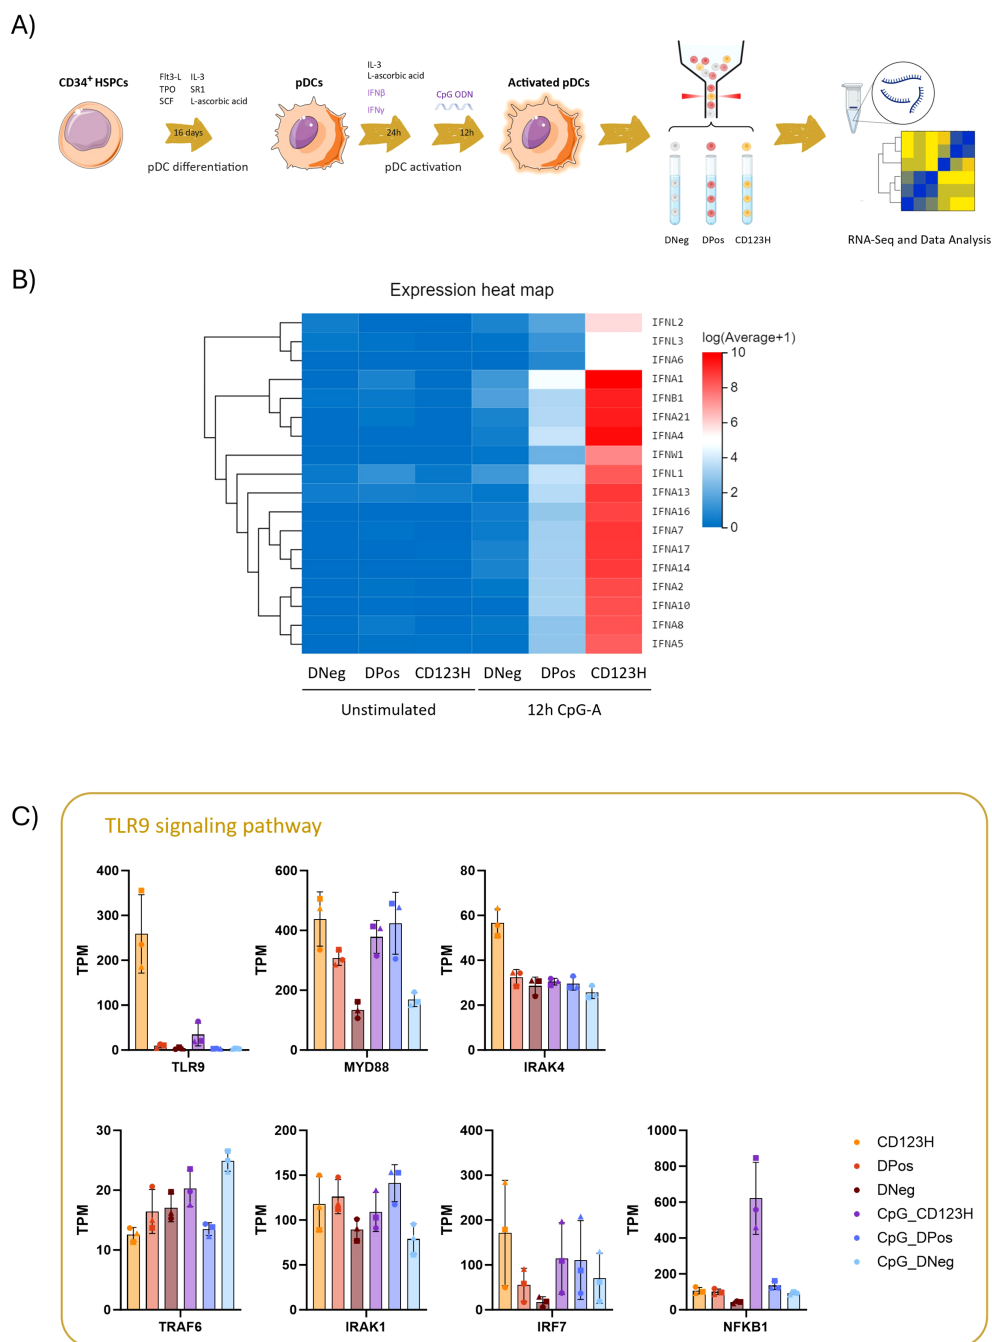 A)
CD34+ HSPCs
Flt3-L IL-3
TPO SR1
SCF L-ascorbic acid
16 days
pDC differentiation
pDCs
IL-3
L-ascorbic acid
IFNβ
IFNγ
24h
CpG ODN
12h
pDC activation
Activated pDCs
DNeg DPos CD123H
RNA-Seq and Data Analysis
B)
Expression heat map
IFNL2
IFNL3
IFNA6
IFNA1
IFNB1
IFNA21
IFNA4
IFNW1
IFNL1
IFNA13
IFNA16
IFNA7
IFNA17
IFNA14
IFNA2
IFNA10
IFNA8
IFNA5
log(Average+1)
10
8
6
4
2
0
DNeg DPos CD123H DNeg DPos CD123H
Unstimulated 12h CpG-A
C)
TLR9 signaling pathway
TPM
400
300
200
100
0
TLR9
TPM
600
400
200
0
MYD88
TPM
80
60
40
20
0
IRAK4
TPM
30
20
10
0
TRAF6
TPM
200
150
100
50
0
IRAK1
TPM
400
300
200
100
0
IRF7
TPM
1000
800
600
400
200
0
NFKB1
CD123H
DPos
DNeg
CpG_CD123H
CpG_DPos
CpG_DNeg